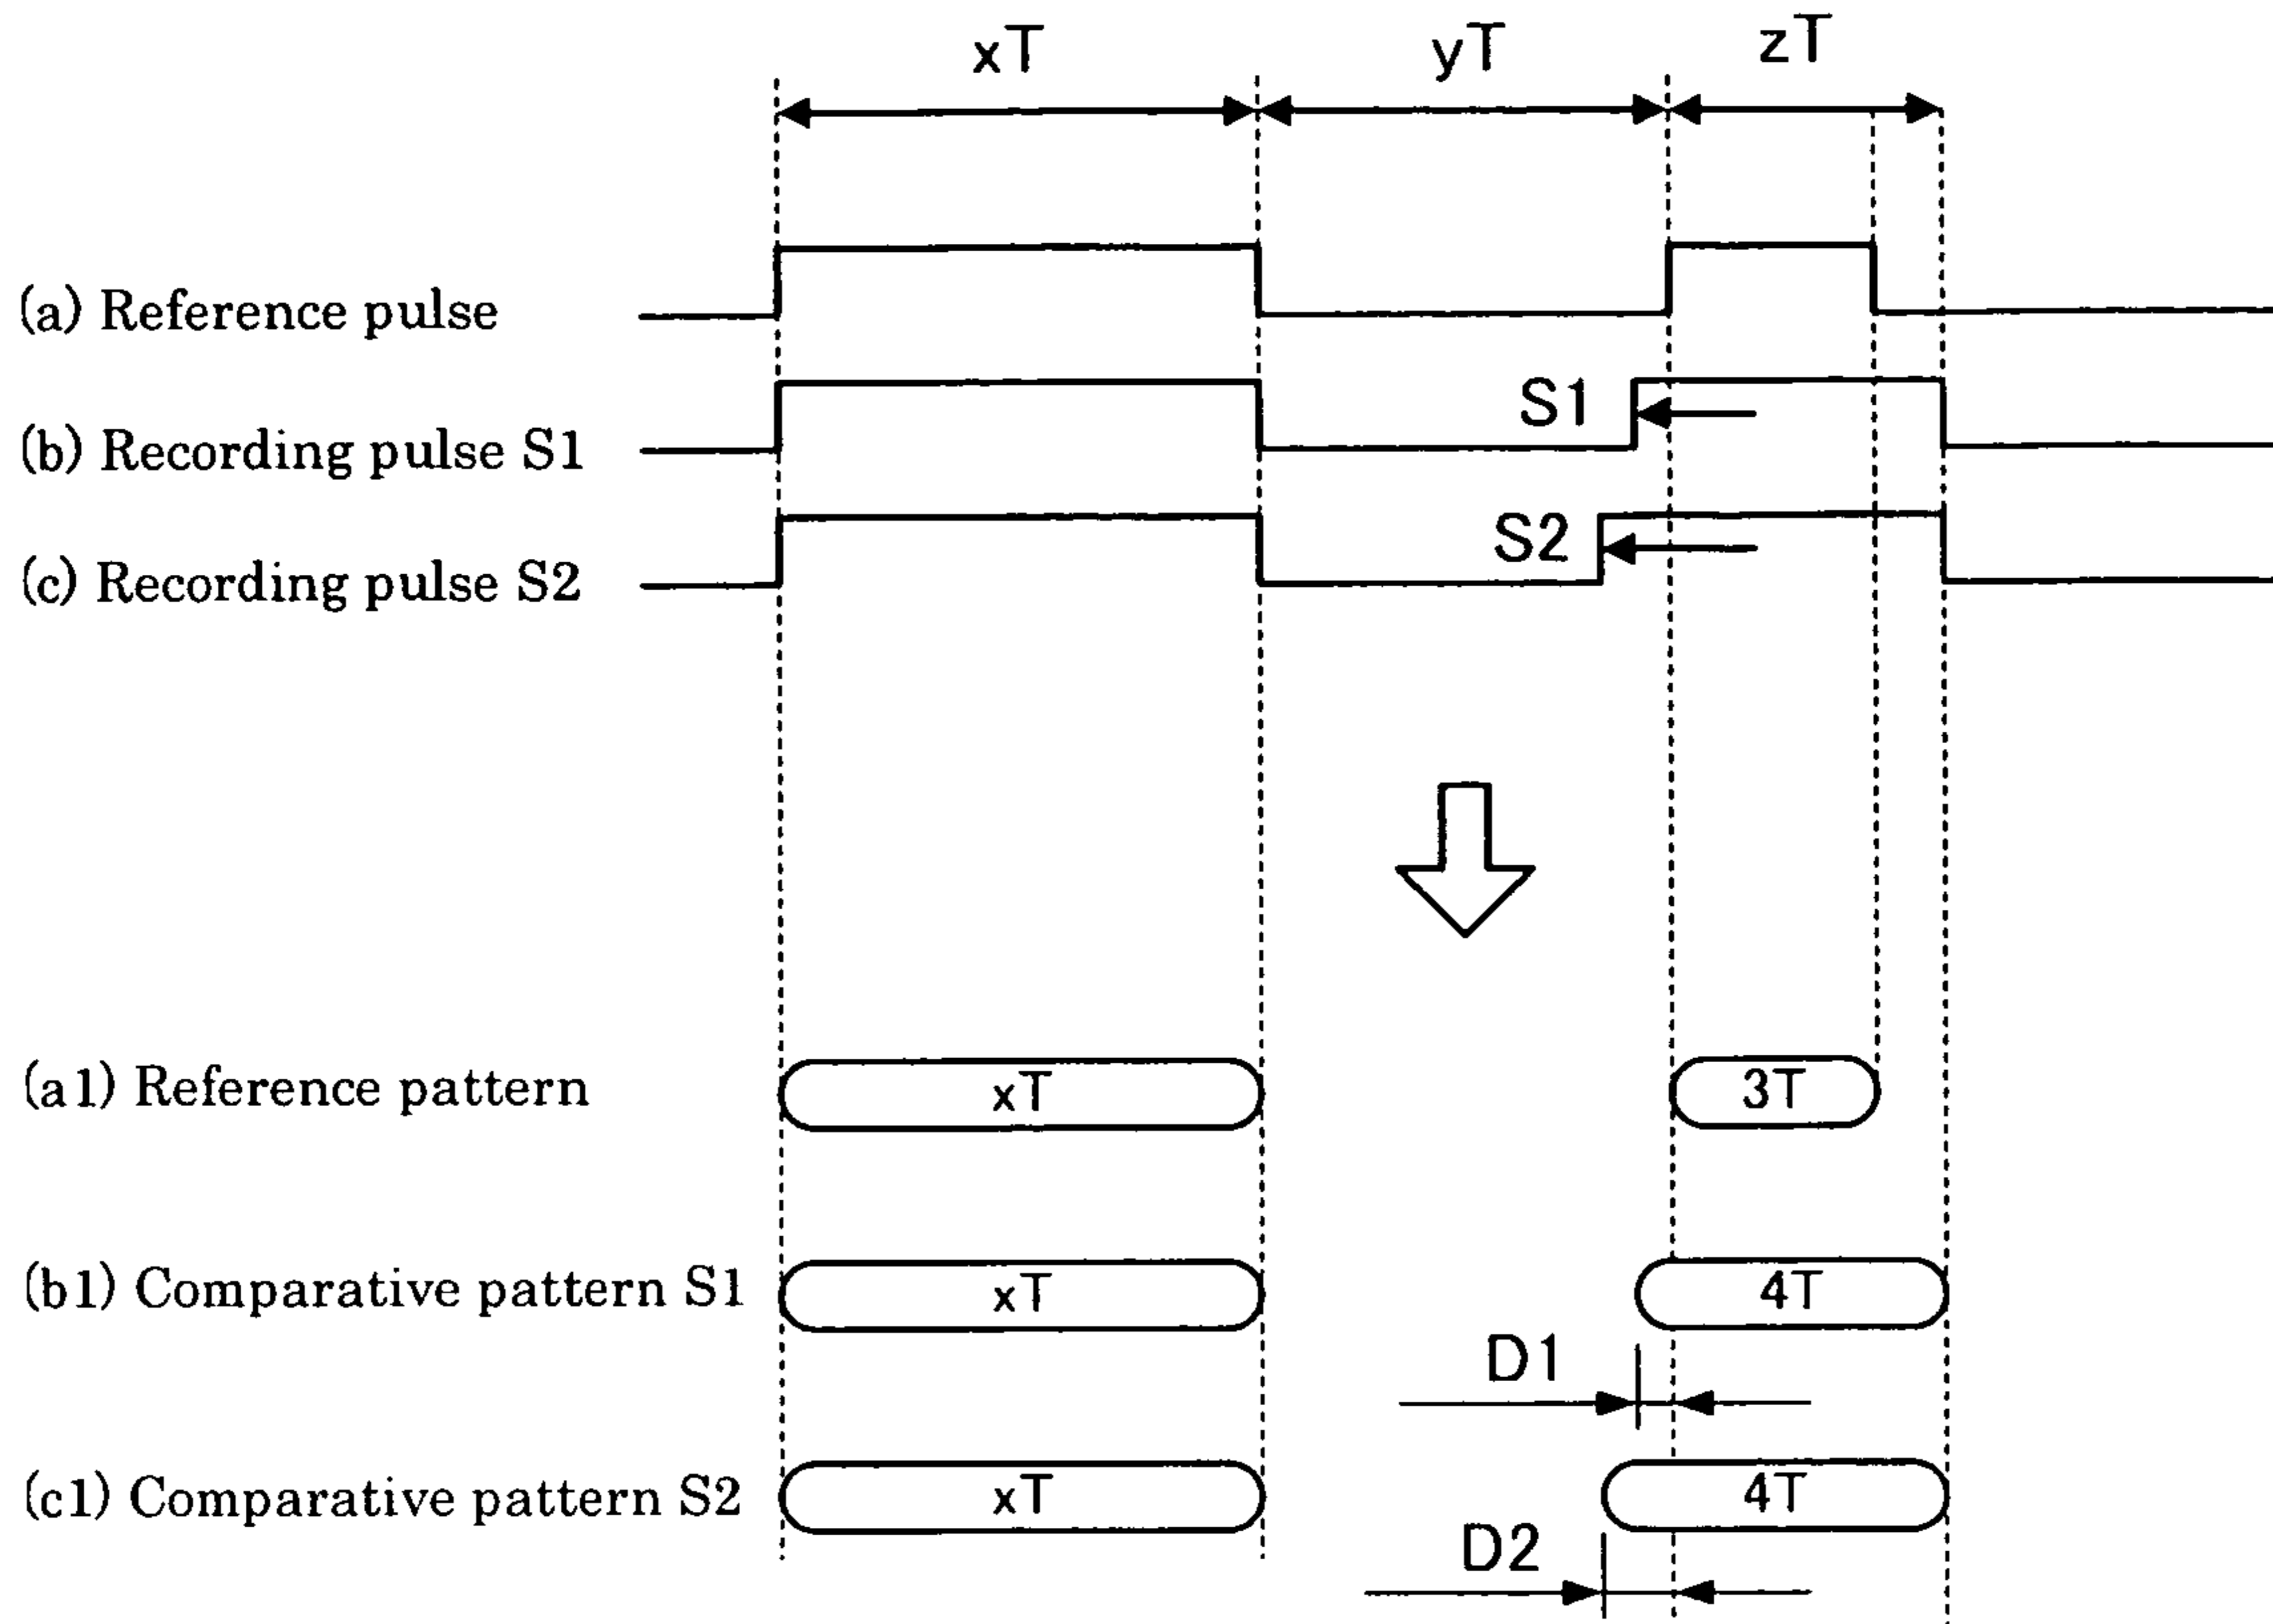 xT yT zT
(a) Reference pulse
S1
(b) Recording pulse S1
S2
(c) Recording pulse S2
(a1) Reference pattern xT 3T
(b1) Comparative pattern S1 xT 4T
D1
(c1) Comparative pattern S2 xT 4T
D2